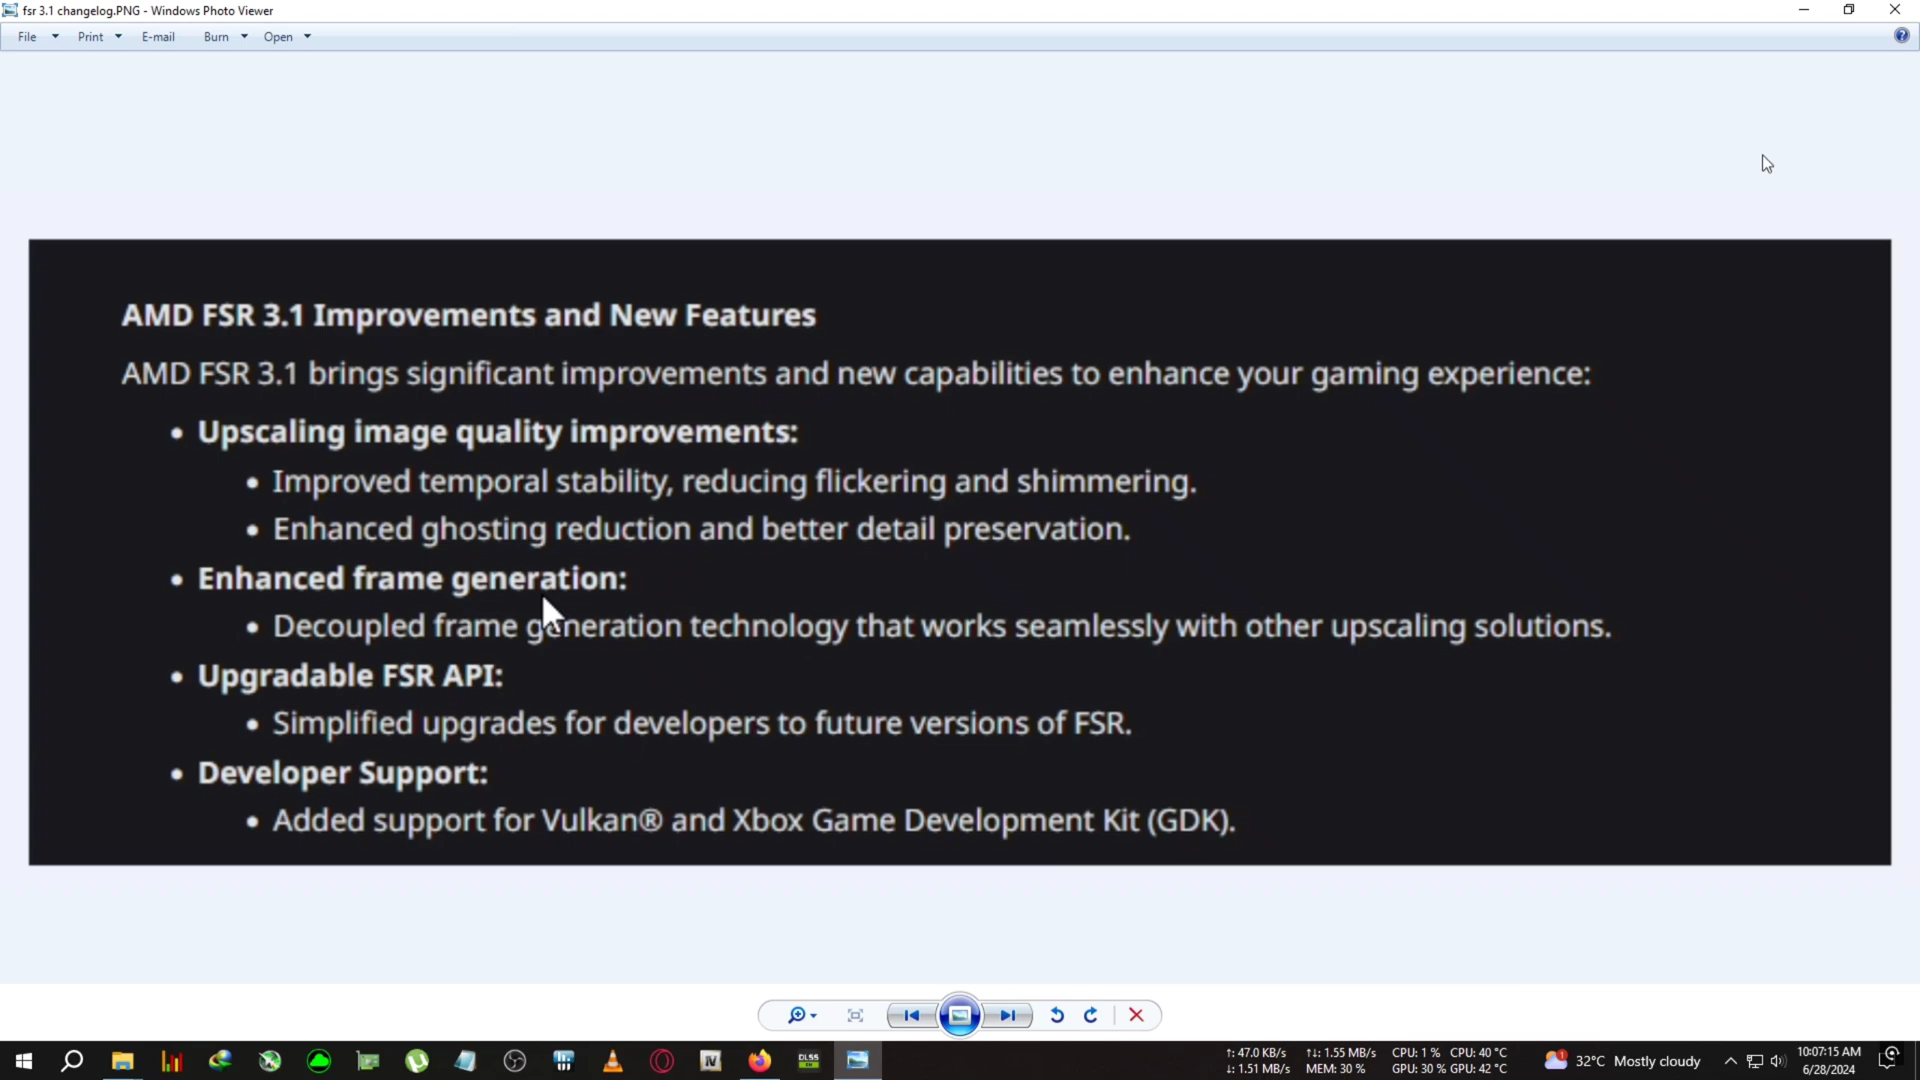 fsr 3.1 changelog.PNG - Windows Photo Viewer
File Print E-mail Burn Open
AMD FSR 3.1 Improvements and New Features
AMD FSR 3.1 brings significant improvements and new capabilities to enhance your gaming experience:
• Upscaling image quality improvements:
• Improved temporal stability, reducing flickering and shimmering.
• Enhanced ghosting reduction and better detail preservation.
• Enhanced frame generation:
• Decoupled frame generation technology that works seamlessly with other upscaling solutions.
• Upgradable FSR API:
• Simplified upgrades for developers to future versions of FSR.
• Developer Support:
• Added support for Vulkan® and Xbox Game Development Kit (GDK).
DLSS
IV
↑: 47.0 KB/s ↑↓: 1.55 MB/s CPU: 1 % CPU: 40 °C
↓: 1.51 MB/s MEM: 30 % GPU: 30 % GPU: 42 °C
1 32°C Mostly cloudy
10:07:15 AM
6/28/2024